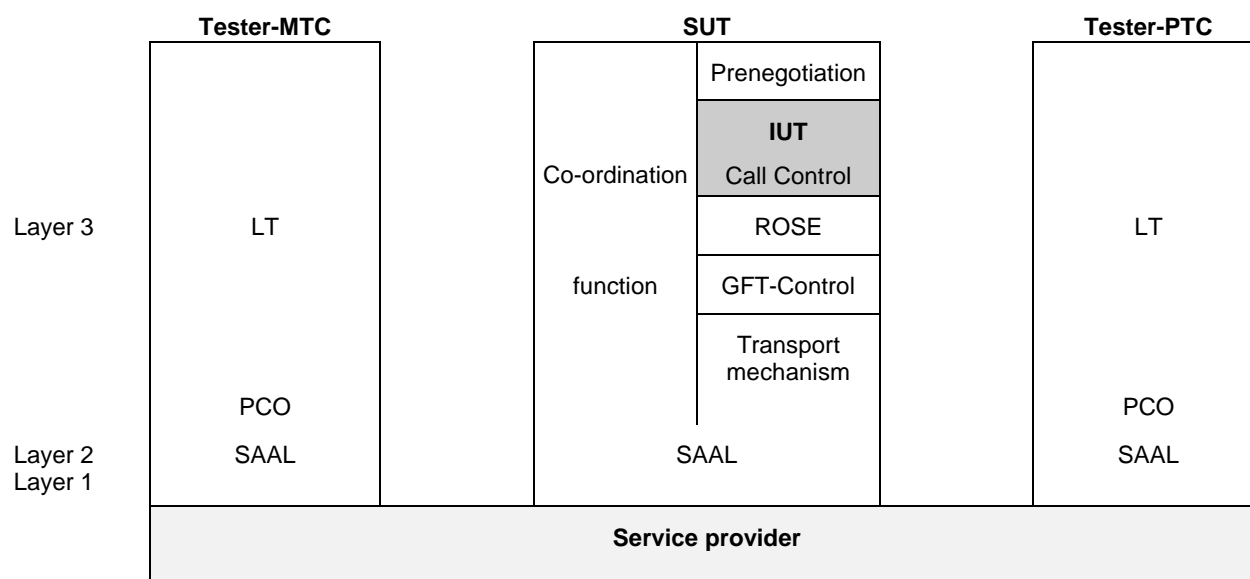 Tester-MTC SUT Tester-PTC
Prenegotiation
IUT
Co-ordination Call Control
Layer 3 LT ROSE LT
function GFT-Control
Transport
mechanism
PCO PCO
Layer 2 SAAL SAAL SAAL
Layer 1
Service provider